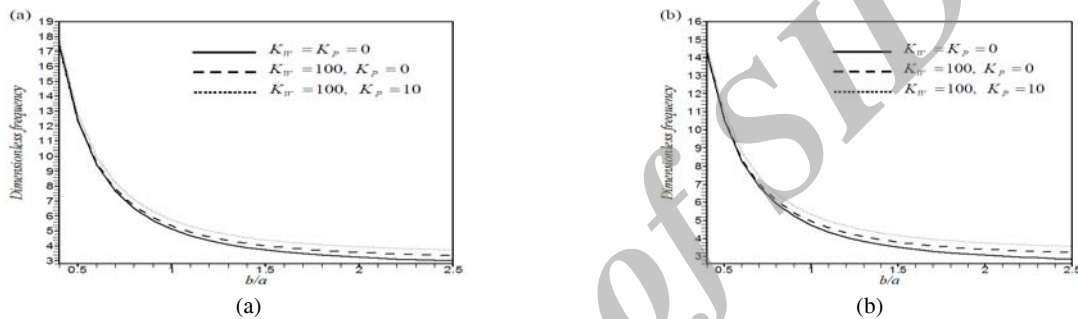 (a)
19
18
17
16
15
14
13
12
11
10
9
8
7
6
5
4
3
Dimensionless frequency
K_W = K_P = 0
K_W = 100, K_P = 0
K_W = 100, K_P = 10
0.5 1 1.5 2 2.5
b/a
(a)
(b)
16
15
14
13
12
11
10
9
8
7
6
5
4
3
Dimensionless frequency
K_W = K_P = 0
K_W = 100, K_P = 0
K_W = 100, K_P = 10
0.5 1 1.5 2 2.5
b/a
(b)
of SID